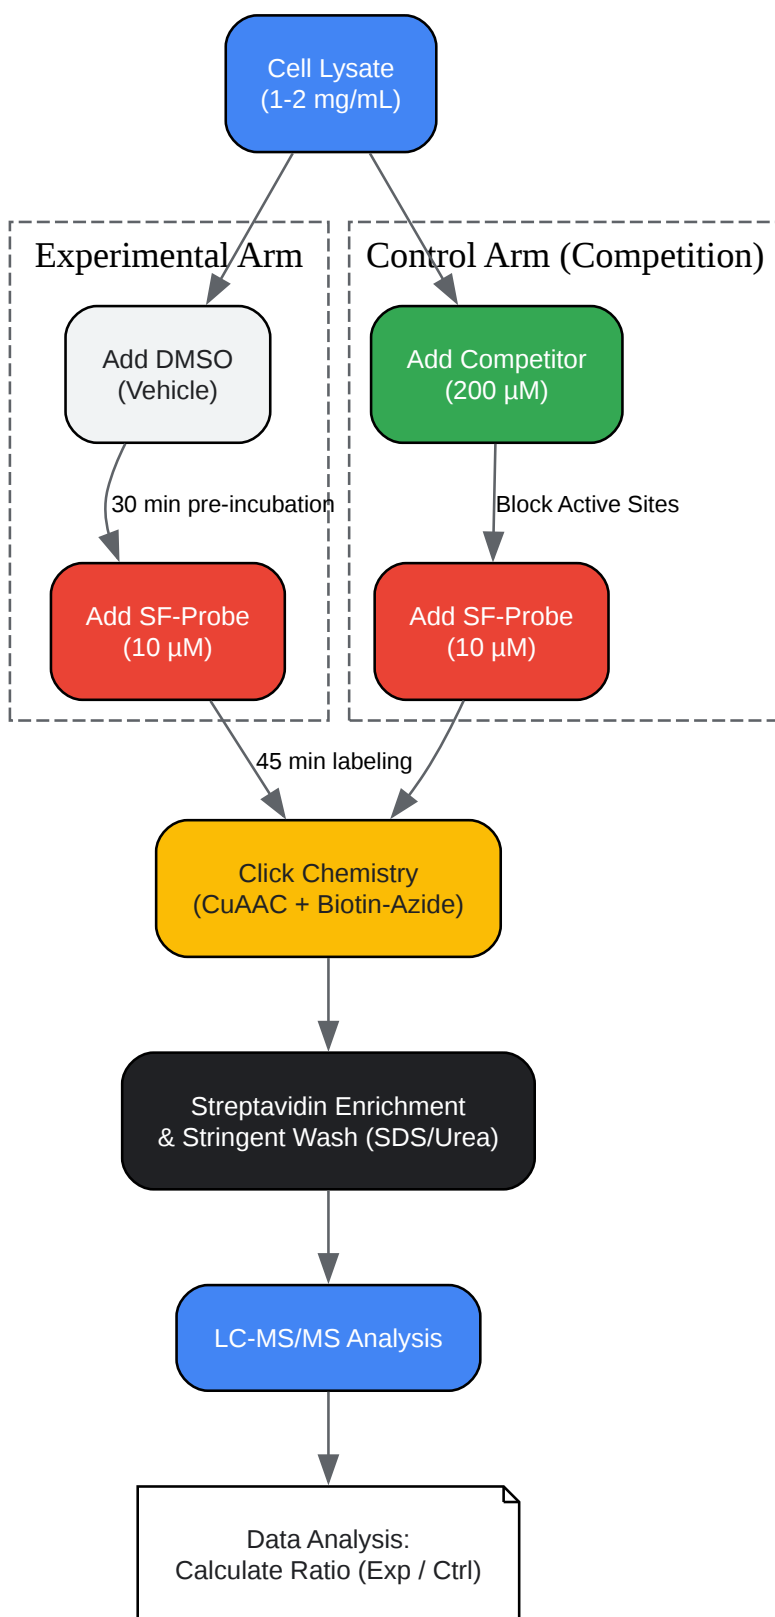 Cell Lysate
(1-2 mg/mL)
Experimental Arm
Control Arm (Competition)
Add DMSO
(Vehicle)
Add Competitor
(200 µM)
30 min pre-incubation
Block Active Sites
Add SF-Probe
(10 µM)
Add SF-Probe
(10 µM)
45 min labeling
Click Chemistry
(CuAAC + Biotin-Azide)
Streptavidin Enrichment
& Stringent Wash (SDS/Urea)
LC-MS/MS Analysis
Data Analysis:
Calculate Ratio (Exp / Ctrl)